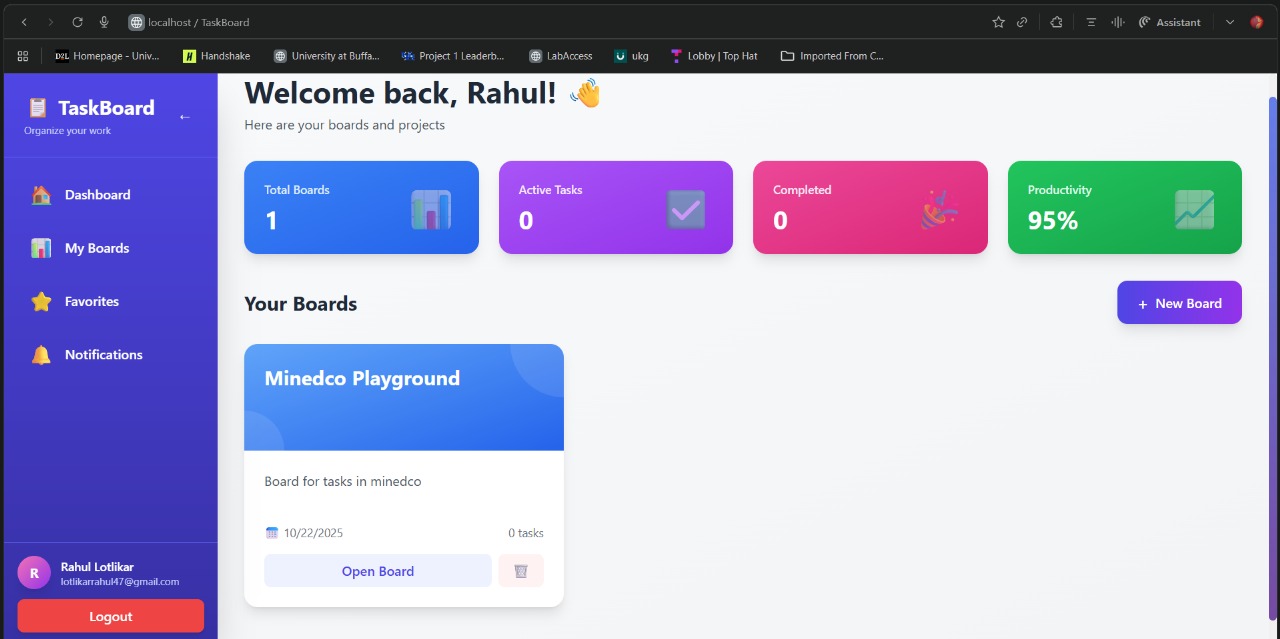 localhost / TaskBoard
Assistant
D2L Homepage - Univ...
H Handshake
University at Buffa...
Project 1 Leaderb...
LabAccess
ukg
Lobby | Top Hat
Imported From C...
TaskBoard
←
Organize your work
Dashboard
My Boards
Favorites
Notifications
R
Rahul Lotlikar
lotlikarrahul47@gmail.com
Logout
Welcome back, Rahul! 👋
Here are your boards and projects
Total Boards
1
Active Tasks
0
Completed
0
Productivity
95%
Your Boards
+ New Board
Minedco Playground
Board for tasks in minedco
10/22/2025
0 tasks
Open Board